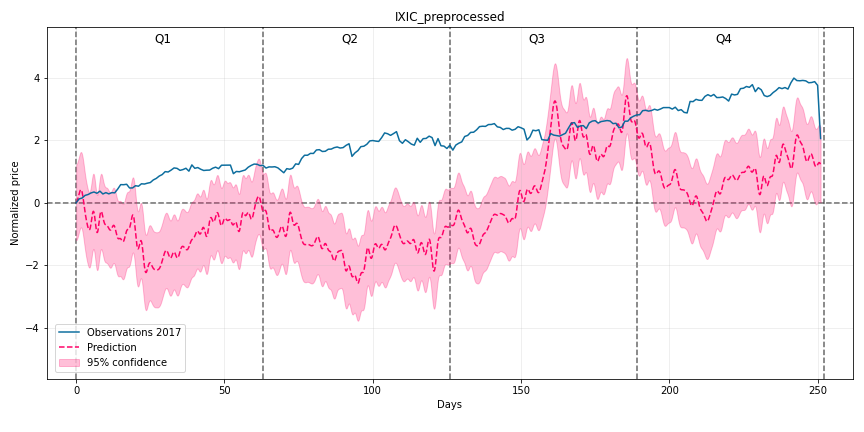 IXIC_preprocessed
Q1 Q2 Q3 Q4
Normalized price
4
2
0
−2
−4
Observations 2017
Prediction
95% confidence
0 50 100 150 200 250
Days